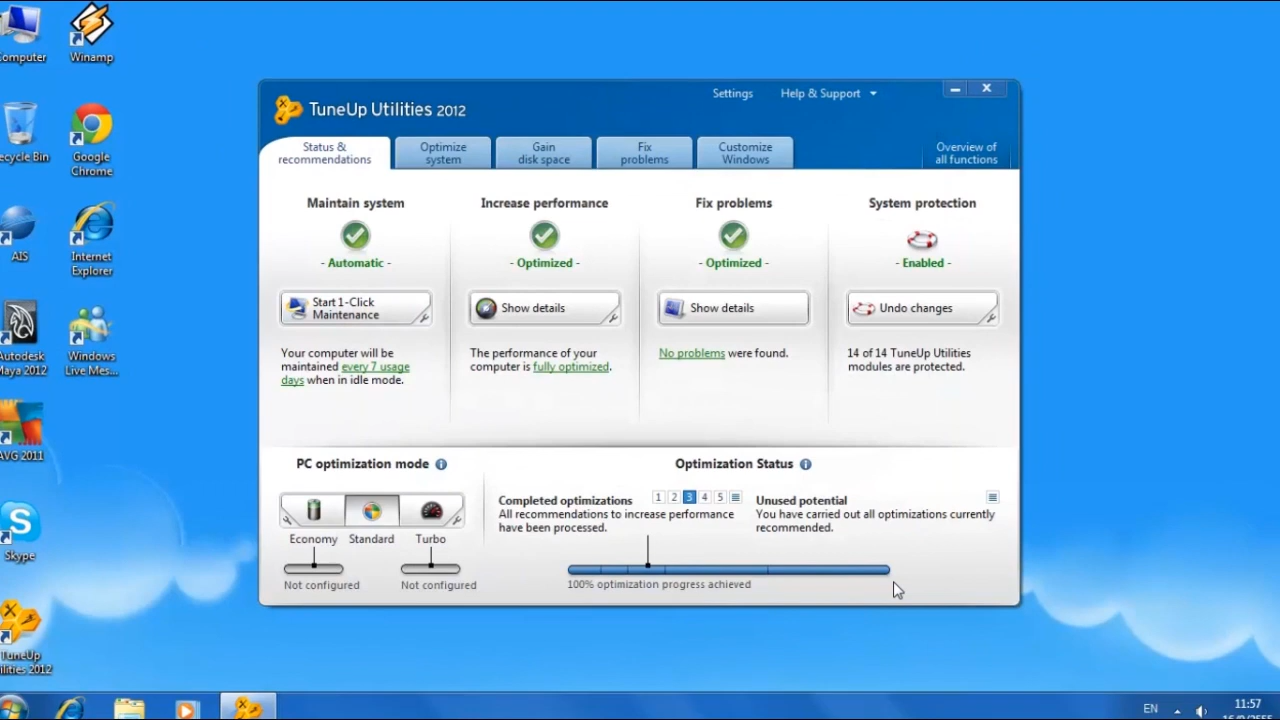 Computer
Winamp
Recycle Bin
Google
Chrome
AIS
Internet
Explorer
Autodesk
Maya 2012
Windows
Live Mes...
AVG 2011
Skype
TuneUp
Utilities 2012
Settings
Help & Support
TuneUp Utilities 2012
Status &
recommendations
Optimize
system
Gain
disk space
Fix
problems
Customize
Windows
Overview of
all functions
Maintain system
- Automatic -
Start 1-Click
Maintenance
Your computer will be
maintained every 7 usage
days when in idle mode.
Increase performance
- Optimized -
Show details
The performance of your
computer is fully optimized.
Fix problems
- Optimized -
Show details
No problems were found.
System protection
- Enabled -
Undo changes
14 of 14 TuneUp Utilities
modules are protected.
PC optimization mode
Economy
Standard
Turbo
Not configured
Not configured
Optimization Status
Completed optimizations
1 2 3 4 5
All recommendations to increase performance
have been processed.
Unused potential
You have carried out all optimizations currently
recommended.
100% optimization progress achieved
EN
11:57